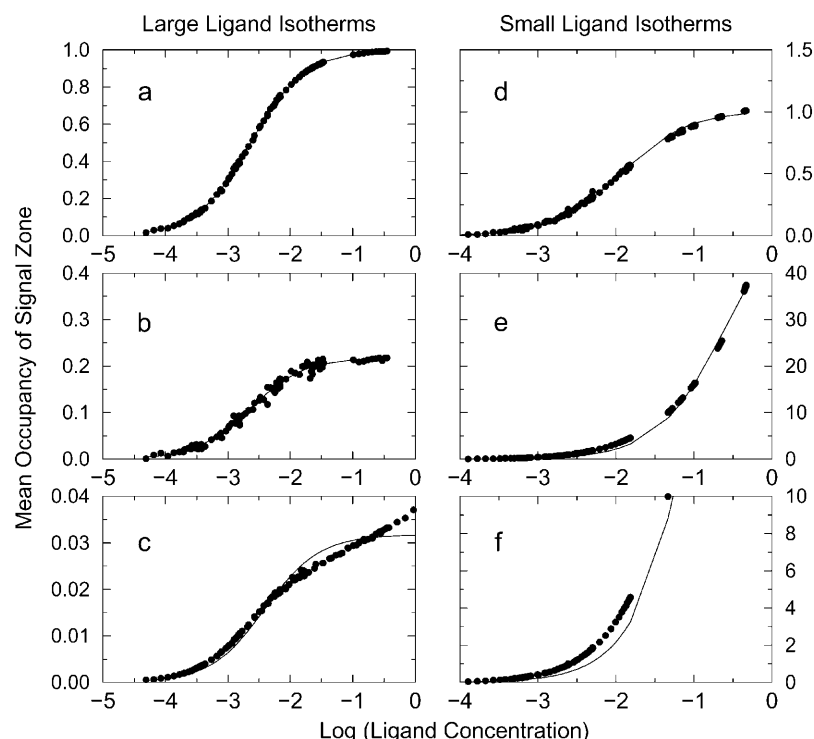 Large Ligand Isotherms
Small Ligand Isotherms
Mean Occupancy of Signal Zone
1.0
0.8
0.6
0.4
0.2
0.0
a
−5 −4 −3 −2 −1 0
1.5
1.0
0.5
0.0
d
−4 −3 −2 −1 0
0.4
0.3
0.2
0.1
0.0
b
−5 −4 −3 −2 −1 0
40
30
20
10
0
e
−4 −3 −2 −1 0
0.04
0.03
0.02
0.01
0.00
c
−5 −4 −3 −2 −1 0
10
8
6
4
2
0
f
−4 −3 −2 −1 0
Log (Ligand Concentration)